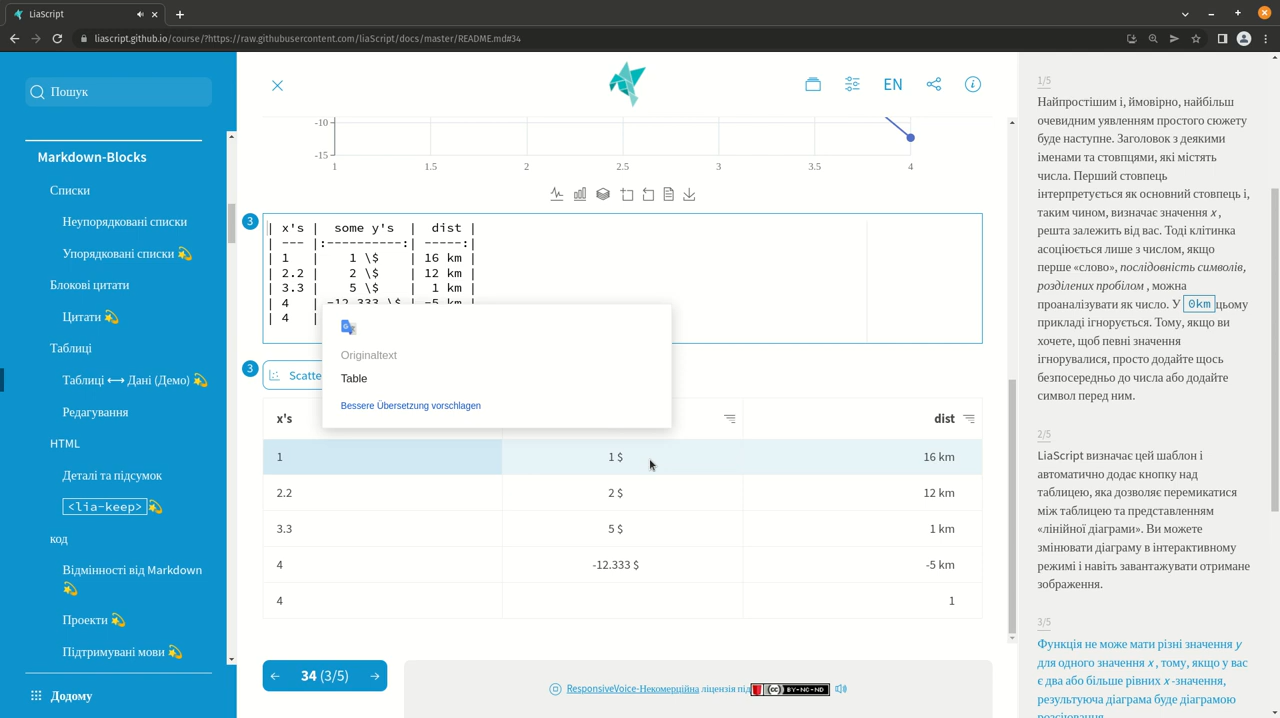 LiaScript
liascript.github.io/course/?https://raw.githubusercontent.com/liaScript/docs/master/README.md#34
Пошук
Markdown-Blocks
Списки
Неупорядковані списки
Упорядковані списки 💫
Блокові цитати
Цитати 💫
Таблиці
Таблиці ⟷ Дані (Демо) 💫
Редагування
HTML
Деталі та підсумок
<lia-keep> 💫
код
Відмінності від Markdown 💫
Проекти 💫
Підтримувані мови 💫
Додому
EN
-10
-15
1 1.5 2 2.5 3 3.5 4
3
| x's | some y's | dist |
| --- |:----------:| -----:|
| 1 | 1 \$ | 16 km |
| 2.2 | 2 \$ | 12 km |
| 3.3 | 5 \$ | 1 km |
| 4 | -12.333 \$ | -5 km |
| 4 |
Originaltext
Table
Bessere Übersetzung vorschlagen
3
Scatte
x's dist
1 1 $ 16 km
2.2 2 $ 12 km
3.3 5 $ 1 km
4 -12.333 $ -5 km
4 1
← 34 (3/5) →
ResponsiveVoice-Некомерційна ліцензія під
CC BY-NC-ND
1/5
Найпростішим і, ймовірно, найбільш
очевидним уявленням простого сюжету
буде наступне. Заголовок з деякими
іменами та стовпцями, які містять
числа. Перший стовпець
інтерпретується як основний стовпець і,
таким чином, визначає значення x,
решта залежить від вас. Тоді клітинка
асоціюється лише з числом, якщо
перше «слово», послідовність символів,
розділених пробілом , можна
проаналізувати як число. У 0km цьому
прикладі ігнорується. Тому, якщо ви
хочете, щоб певні значення
ігнорувалися, просто додайте щось
безпосередньо до числа або додайте
символ перед ним.
2/5
LiaScript визначає цей шаблон і
автоматично додає кнопку над
таблицею, яка дозволяє перемикатися
між таблицею та представленням
«лінійної діаграми». Ви можете
змінювати діаграму в інтерактивному
режимі і навіть завантажувати отримане
зображення.
3/5
Функція не може мати різні значення y
для одного значення x , тому, якщо у вас
є два або більше рівних x -значення,
результуюча діаграма буде діаграмою
розсіювання.